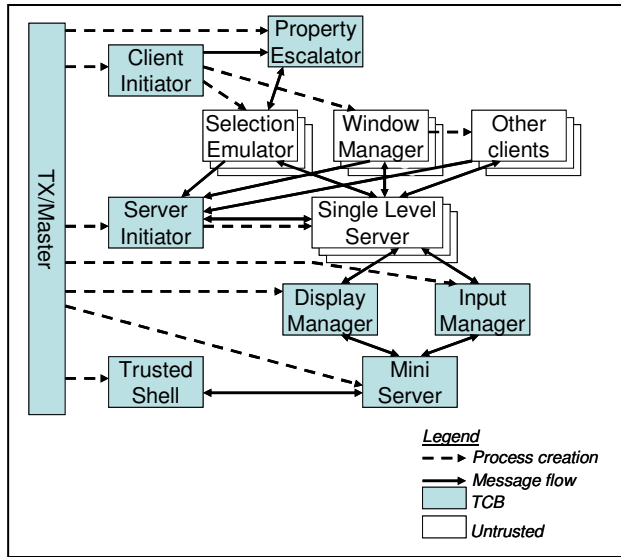 TX/Master
Property
Escalator
Client
Initiator
Selection
Emulator
Window
Manager
Other
clients
Server
Initiator
Single Level
Server
Display
Manager
Input
Manager
Trusted
Shell
Mini
Server
Legend
Process creation
Message flow
TCB
Untrusted